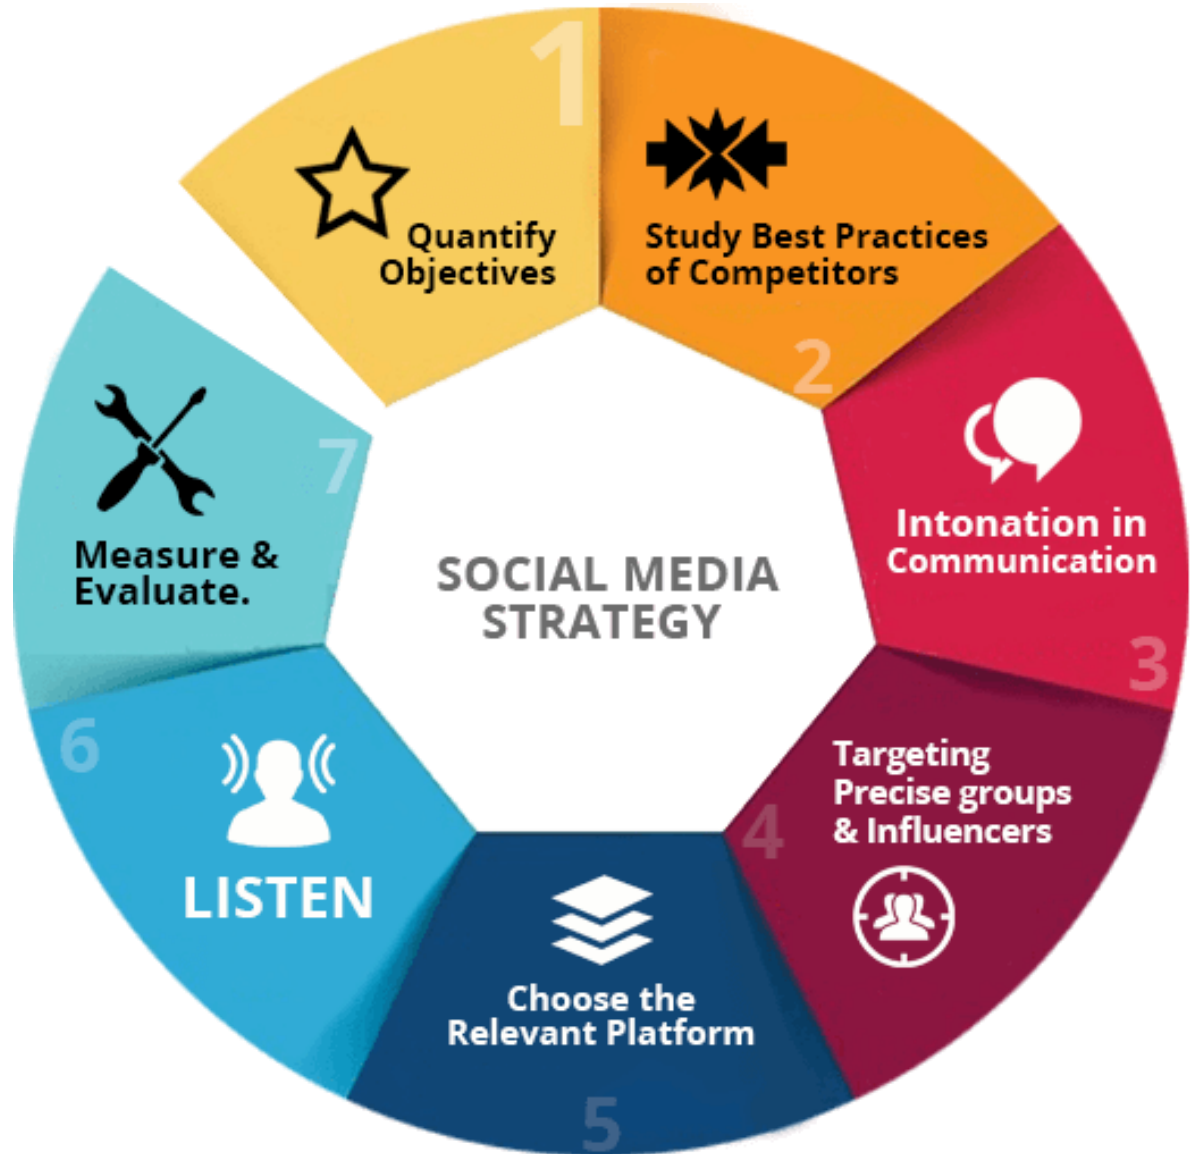 1
Quantify
Objectives
Study Best Practices
of Competitors
2
Intonation in
Communication
3
Targeting
Precise groups
& Influencers
4
Choose the
Relevant Platform
5
6
LISTEN
7
Measure &
Evaluate.
SOCIAL MEDIA
STRATEGY